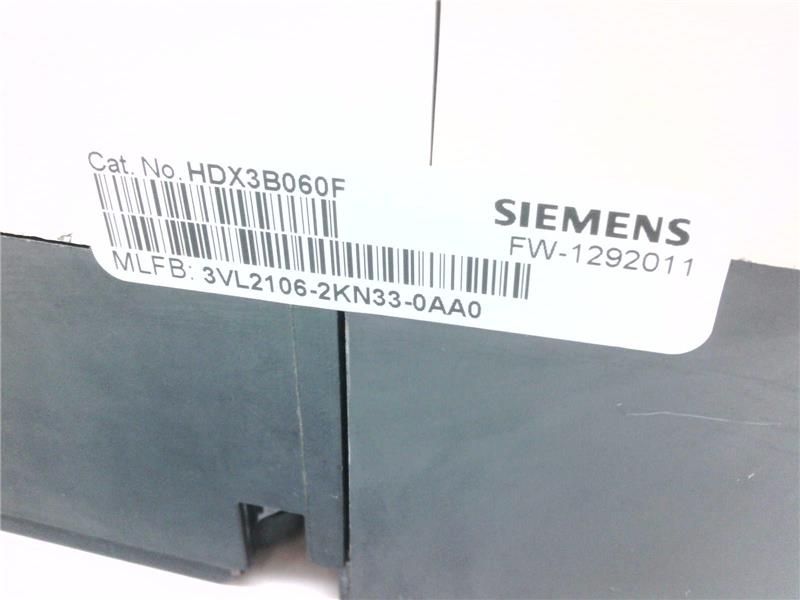 Cat. No. HDX3B060F
SIEMENS
FW-1292011
MLFB: 3VL2106-2KN33-0AA0